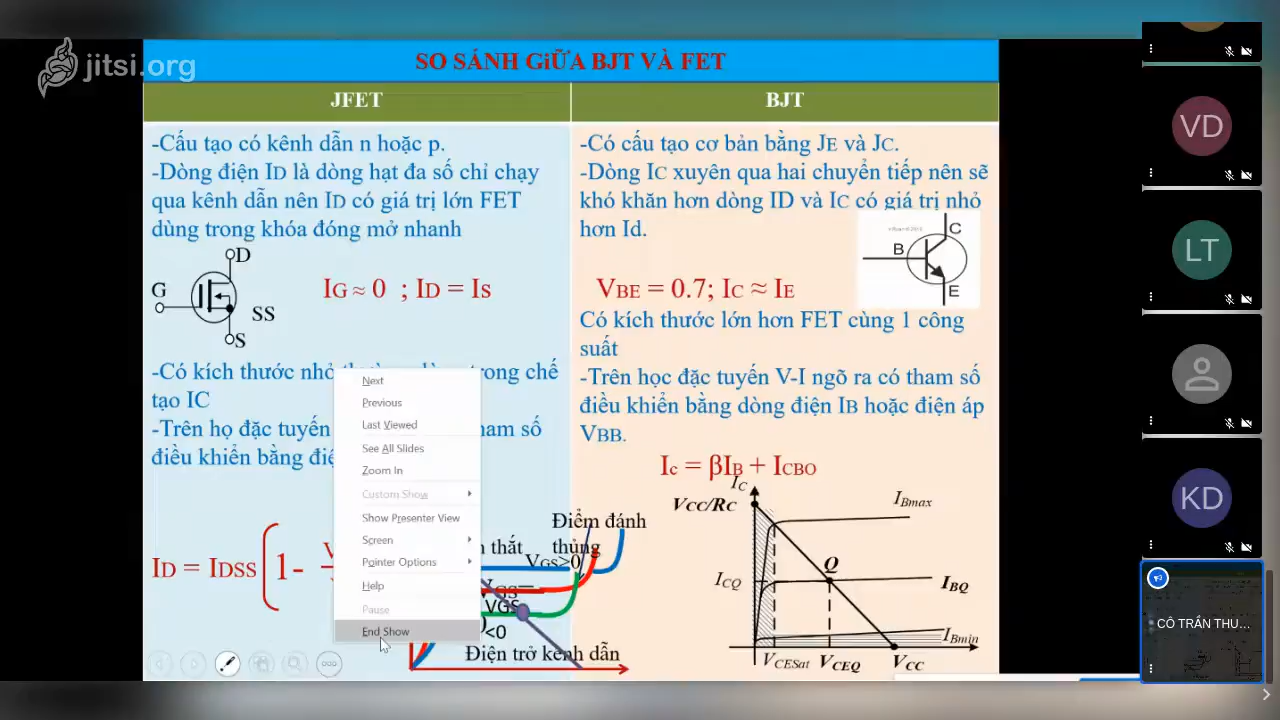 jitsi.org
SO SÁNH GiỮA BJT VÀ FET
JFET
BJT
-Cấu tạo có kênh dẫn n hoặc p.
-Dòng điện ID là dòng hạt đa số chỉ chạy
qua kênh dẫn nên ID có giá trị lớn FET
dùng trong khóa đóng mở nhanh
D
G
SS
S
IG ≈ 0 ; ID = IS
-Có kích thước nhỏ
trong chế
tạo IC
-Trên họ đặc tuyến
tham số
điều khiển bằng
ID = IDSS
1-
-Có cấu tạo cơ bản bằng JE và JC.
-Dòng IC xuyên qua hai chuyển tiếp nên sẽ
khó khăn hơn dòng ID và IC có giá trị nhỏ
hơn Id.
C
B
E
VBE = 0.7; IC ≈ IE
Có kích thước lớn hơn FET cùng 1 công
suất
-Trên học đặc tuyến V-I ngõ ra có tham số
điều khiển bằng dòng điện IB hoặc điện áp
VBB.
Ic = βIB + ICBO
Next
Previous
Last Viewed
See All Slides
Zoom In
Custom Show
Show Presenter View
Screen
Pointer Options
Help
Pause
End Show
Điểm đánh
thủng
thắt
VGS>0
VGS=
VGS
<0
Điện trở kênh dẫn
IC
VCC/RC
IBmax
Q
ICQ
IBQ
IBmin
VCESat
VCEQ
VCC
VD
LT
KD
CÔ TRẦN THU...